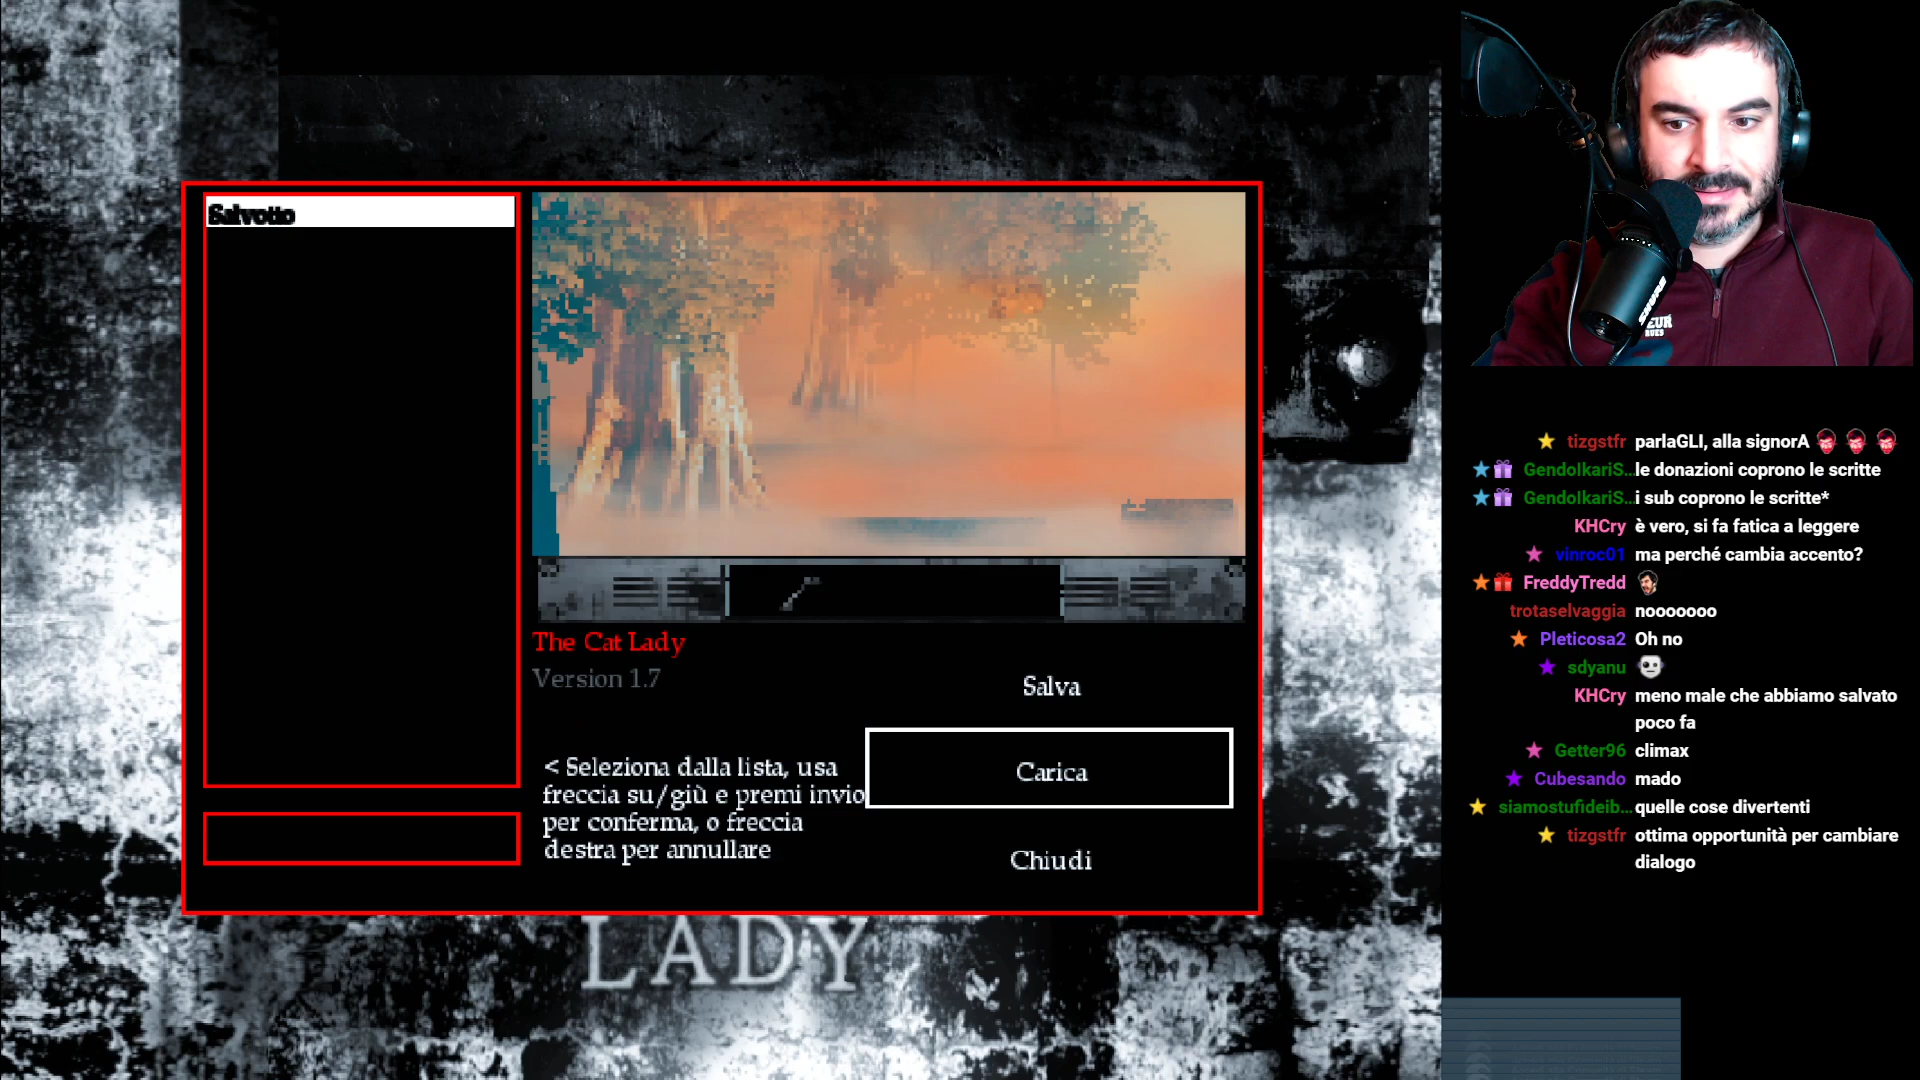 Salvotto
The Cat Lady
Version 1.7
< Seleziona dalla lista, usa
freccia su/giù e premi invio
per conferma, o freccia
destra per annullare
Salva
Carica
Chiudi
LADY
SHURE
tizgstfr parlaGLI, alla signorA
GendoIkariS... le donazioni coprono le scritte
GendoIkariS... i sub coprono le scritte*
KHCry è vero, si fa fatica a leggere
vinroc01 ma perché cambia accento?
FreddyTredd
trotaselvaggia nooooooo
Pleticosa2 Oh no
sdyanu
KHCry meno male che abbiamo salvato
poco fa
Getter96 climax
Cubesando mado
siamostufideib... quelle cose divertenti
tizgstfr ottima opportunità per cambiare
dialogo